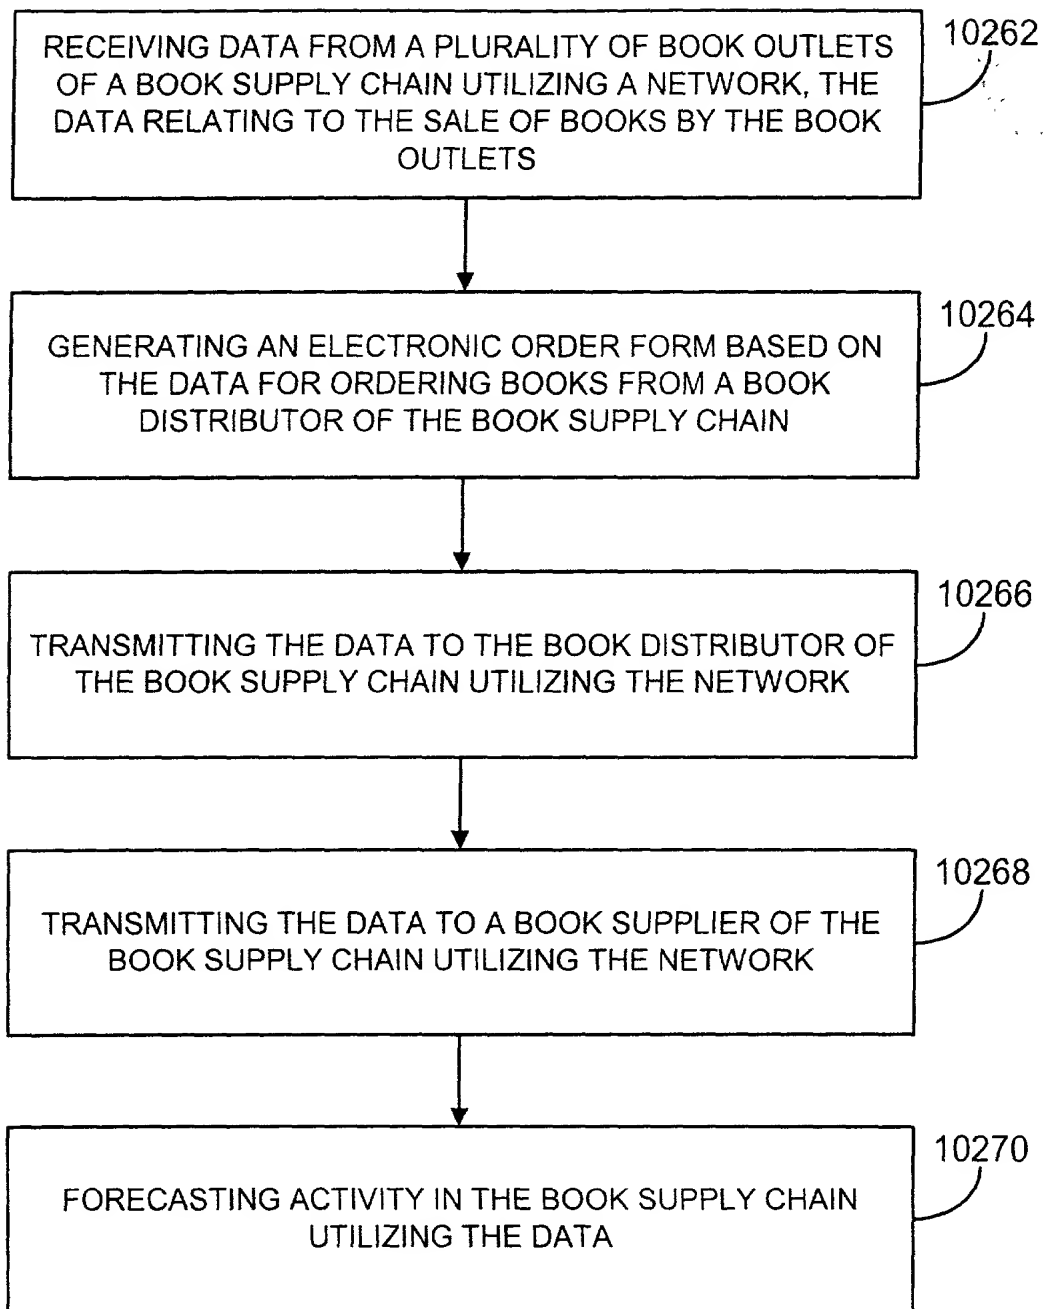 10262
RECEIVING DATA FROM A PLURALITY OF BOOK OUTLETS
OF A BOOK SUPPLY CHAIN UTILIZING A NETWORK, THE
DATA RELATING TO THE SALE OF BOOKS BY THE BOOK
OUTLETS
10264
GENERATING AN ELECTRONIC ORDER FORM BASED ON
THE DATA FOR ORDERING BOOKS FROM A BOOK
DISTRIBUTOR OF THE BOOK SUPPLY CHAIN
10266
TRANSMITTING THE DATA TO THE BOOK DISTRIBUTOR OF
THE BOOK SUPPLY CHAIN UTILIZING THE NETWORK
10268
TRANSMITTING THE DATA TO A BOOK SUPPLIER OF THE
BOOK SUPPLY CHAIN UTILIZING THE NETWORK
10270
FORECASTING ACTIVITY IN THE BOOK SUPPLY CHAIN
UTILIZING THE DATA